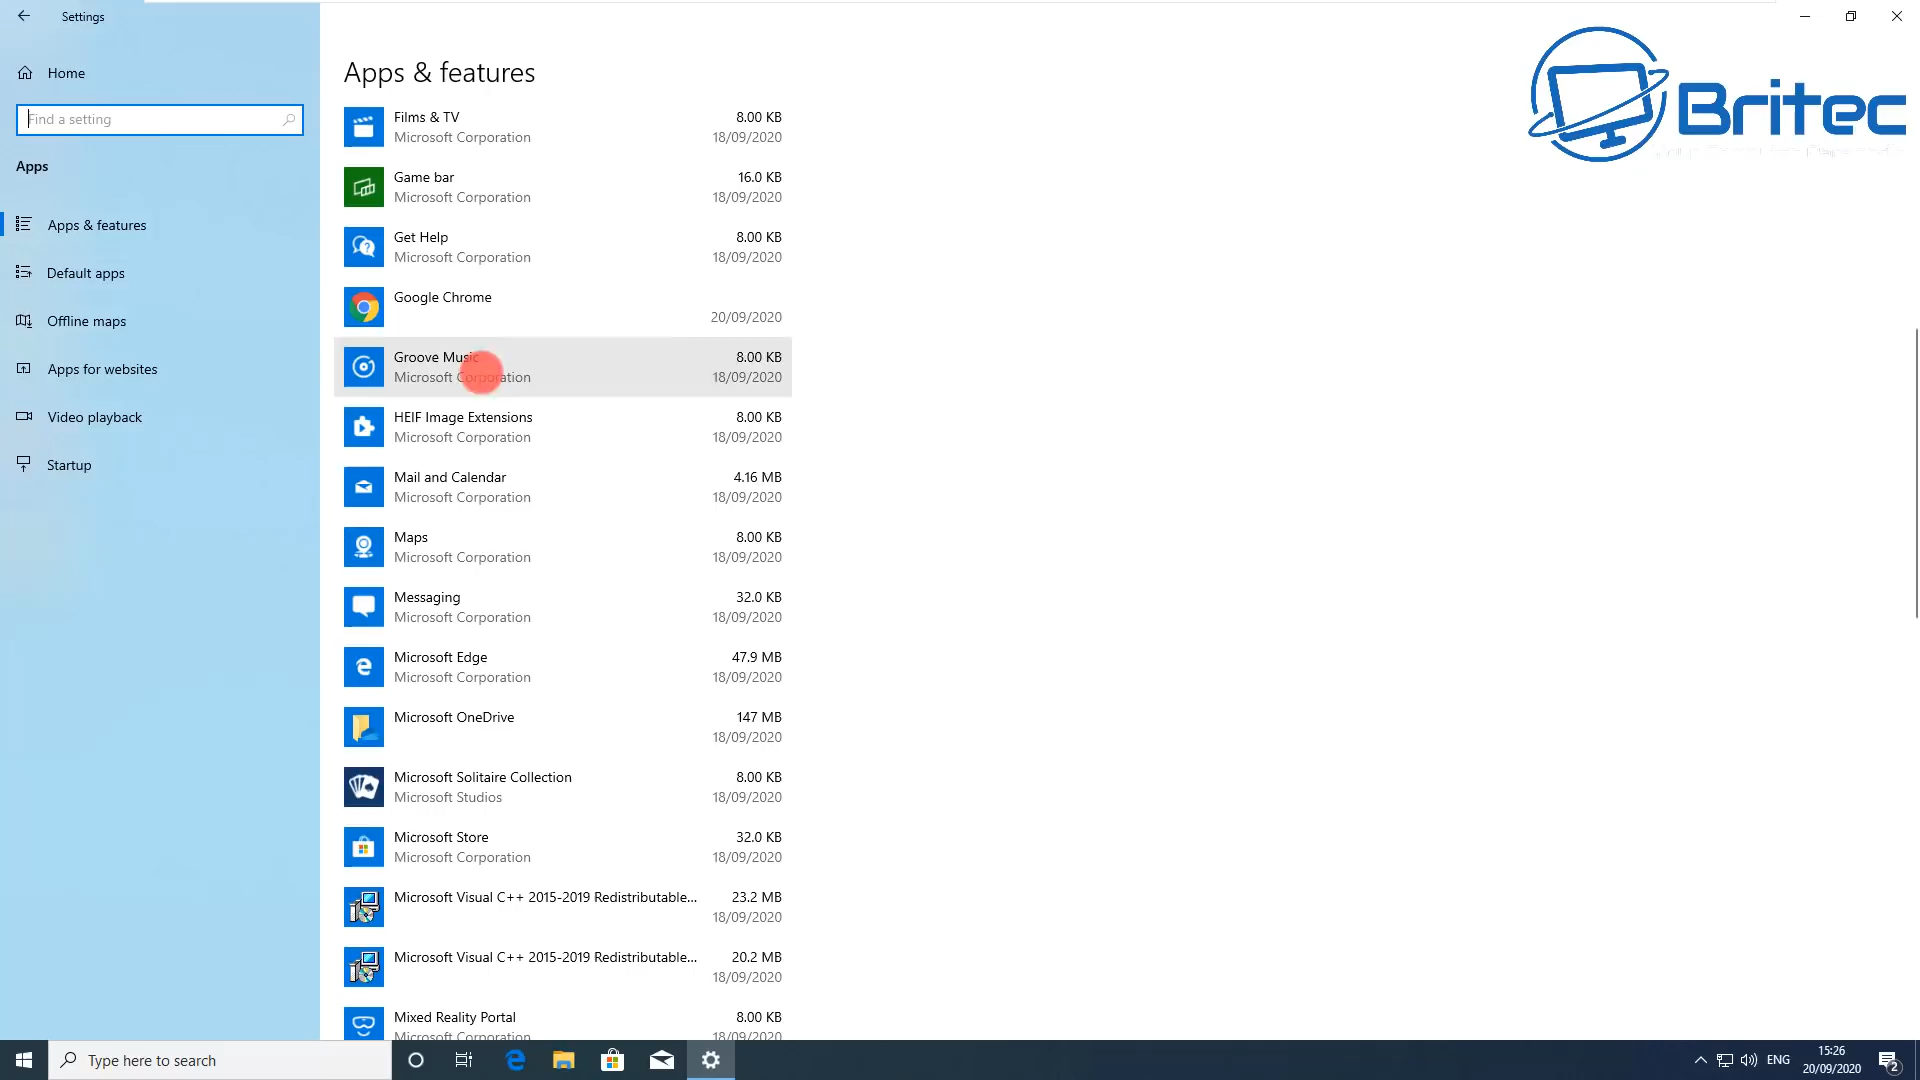 Settings
Home
Find a setting
Apps
Apps & features
Default apps
Offline maps
Apps for websites
Video playback
Startup
Apps & features
Films & TV 8.00 KB
Microsoft Corporation 18/09/2020
Game bar 16.0 KB
Microsoft Corporation 18/09/2020
Get Help 8.00 KB
Microsoft Corporation 18/09/2020
Google Chrome
20/09/2020
Groove Music 8.00 KB
Microsoft Corporation 18/09/2020
HEIF Image Extensions 8.00 KB
Microsoft Corporation 18/09/2020
Mail and Calendar 4.16 MB
Microsoft Corporation 18/09/2020
Maps 8.00 KB
Microsoft Corporation 18/09/2020
Messaging 32.0 KB
Microsoft Corporation 18/09/2020
Microsoft Edge 47.9 MB
Microsoft Corporation 18/09/2020
Microsoft OneDrive 147 MB
18/09/2020
Microsoft Solitaire Collection 8.00 KB
Microsoft Studios 18/09/2020
Microsoft Store 32.0 KB
Microsoft Corporation 18/09/2020
Microsoft Visual C++ 2015-2019 Redistributable... 23.2 MB
18/09/2020
Microsoft Visual C++ 2015-2019 Redistributable... 20.2 MB
18/09/2020
Mixed Reality Portal 8.00 KB
Microsoft Corporation 18/09/2020
Britec
Type here to search
ENG
15:26
20/09/2020
2